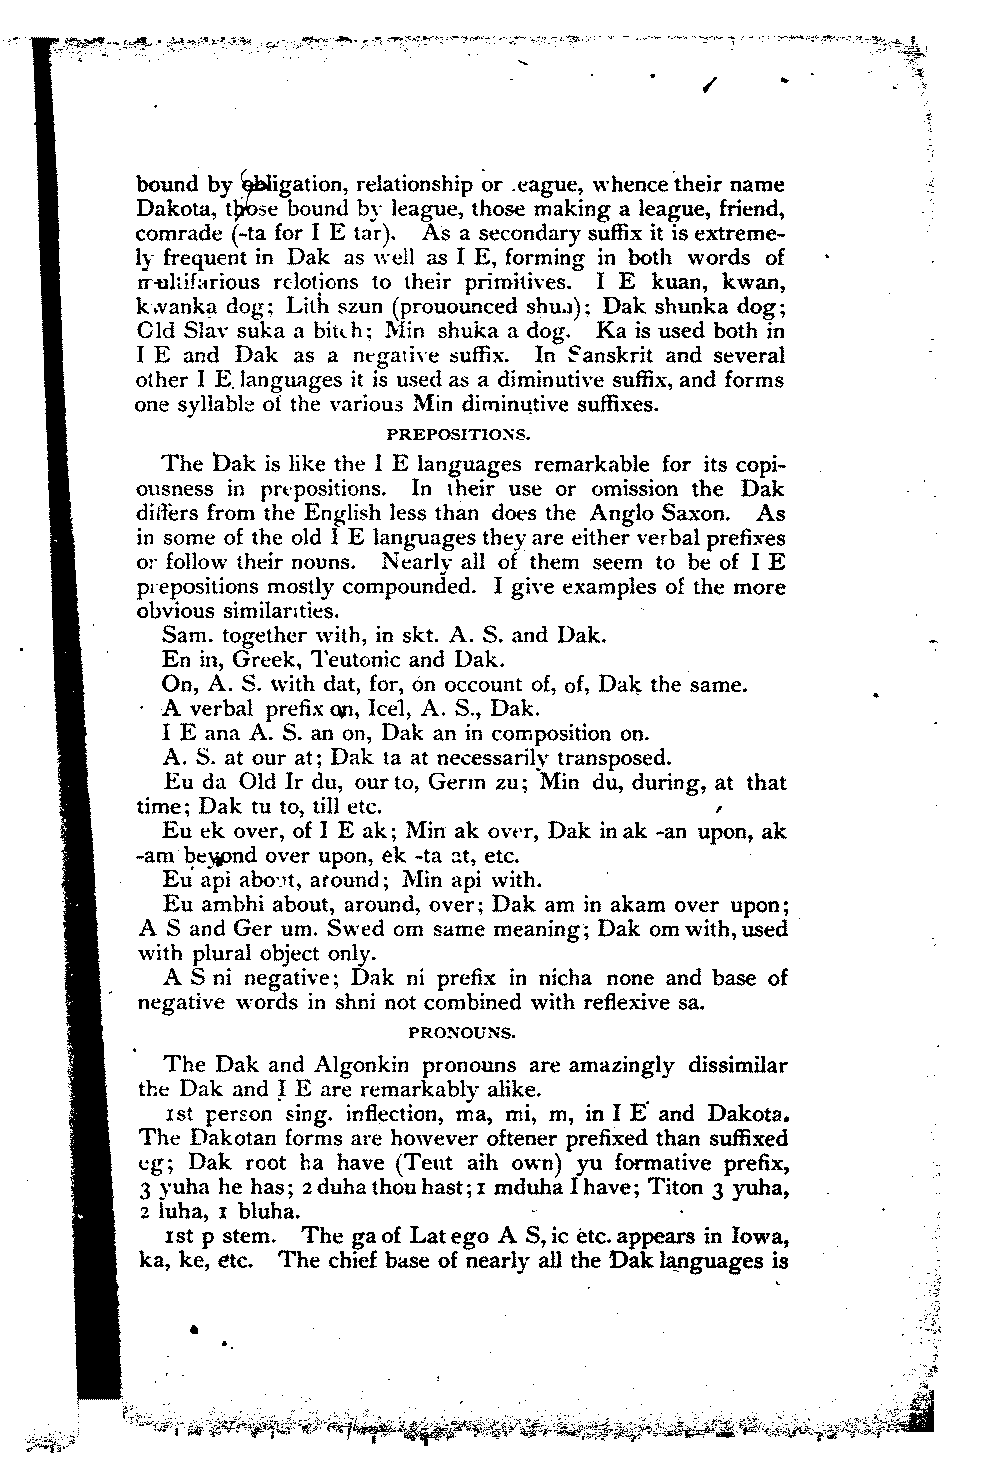 bound by obligation, relationship or league, whence their name
Dakota, those bound by league, those making a league, friend,
comrade (-ta for I E tar). As a secondary suffix it is extreme-
ly frequent in Dak as well as I E, forming in both words of
multifarious relotions to their primitives. I E kuan, kwan,
kwanka dog; Lith szun (prouounced shun); Dak shunka dog;
Old Slav suka a bitch; Min shuka a dog. Ka is used both in
I E and Dak as a negative suffix. In Sanskrit and several
other I E languages it is used as a diminutive suffix, and forms
one syllable of the various Min diminutive suffixes.
PREPOSITIONS.
The Dak is like the I E languages remarkable for its copi-
ousness in prepositions. In their use or omission the Dak
differs from the English less than does the Anglo Saxon. As
in some of the old I E languages they are either verbal prefixes
or follow their nouns. Nearly all of them seem to be of I E
prepositions mostly compounded. I give examples of the more
obvious similarities.
Sam. together with, in skt. A. S. and Dak.
En in, Greek, Teutonic and Dak.
On, A. S. with dat, for, on occount of, of, Dak the same.
A verbal prefix on, Icel, A. S., Dak.
I E ana A. S. an on, Dak an in composition on.
A. S. at our at; Dak ta at necessarily transposed.
Eu da Old Ir du, our to, Germ zu; Min du, during, at that
time; Dak tu to, till etc.
Eu ek over, of I E ak; Min ak over, Dak in ak -an upon, ak
-am beyond over upon, ek -ta at, etc.
Eu api about, around; Min api with.
Eu ambhi about, around, over; Dak am in akam over upon;
A S and Ger um. Swed om same meaning; Dak om with, used
with plural object only.
A S ni negative; Dak ni prefix in nicha none and base of
negative words in shni not combined with reflexive sa.
PRONOUNS.
The Dak and Algonkin pronouns are amazingly dissimilar
the Dak and I E are remarkably alike.
1st person sing. inflection, ma, mi, m, in I E and Dakota.
The Dakotan forms are however oftener prefixed than suffixed
eg; Dak root ha have (Teut aih own) yu formative prefix,
3 yuha he has; 2 duha thou hast; 1 mduha I have; Titon 3 yuha,
2 luha, 1 bluha.
1st p stem. The ga of Lat ego A S, ic etc. appears in Iowa,
ka, ke, etc. The chief base of nearly all the Dak languages is